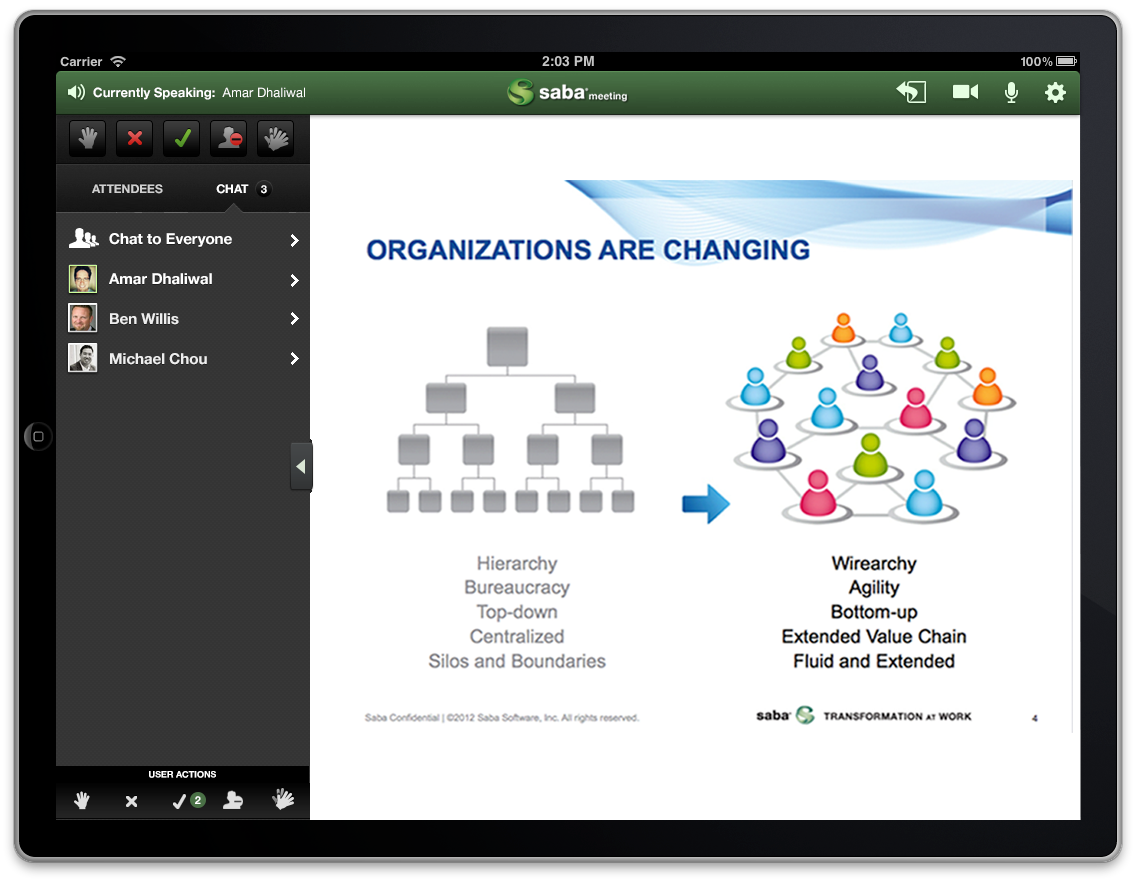 Carrier
2:03 PM
100%
Currently Speaking: Amar Dhaliwal
saba meeting
ATTENDEES
CHAT 3
Chat to Everyone
Amar Dhaliwal
Ben Willis
Michael Chou
ORGANIZATIONS ARE CHANGING
Hierarchy
Bureaucracy
Top-down
Centralized
Silos and Boundaries
Wirearchy
Agility
Bottom-up
Extended Value Chain
Fluid and Extended
Saba Confidential | ©2012 Saba Software, Inc. All rights reserved.
saba TRANSFORMATION AT WORK
4
USER ACTIONS
2